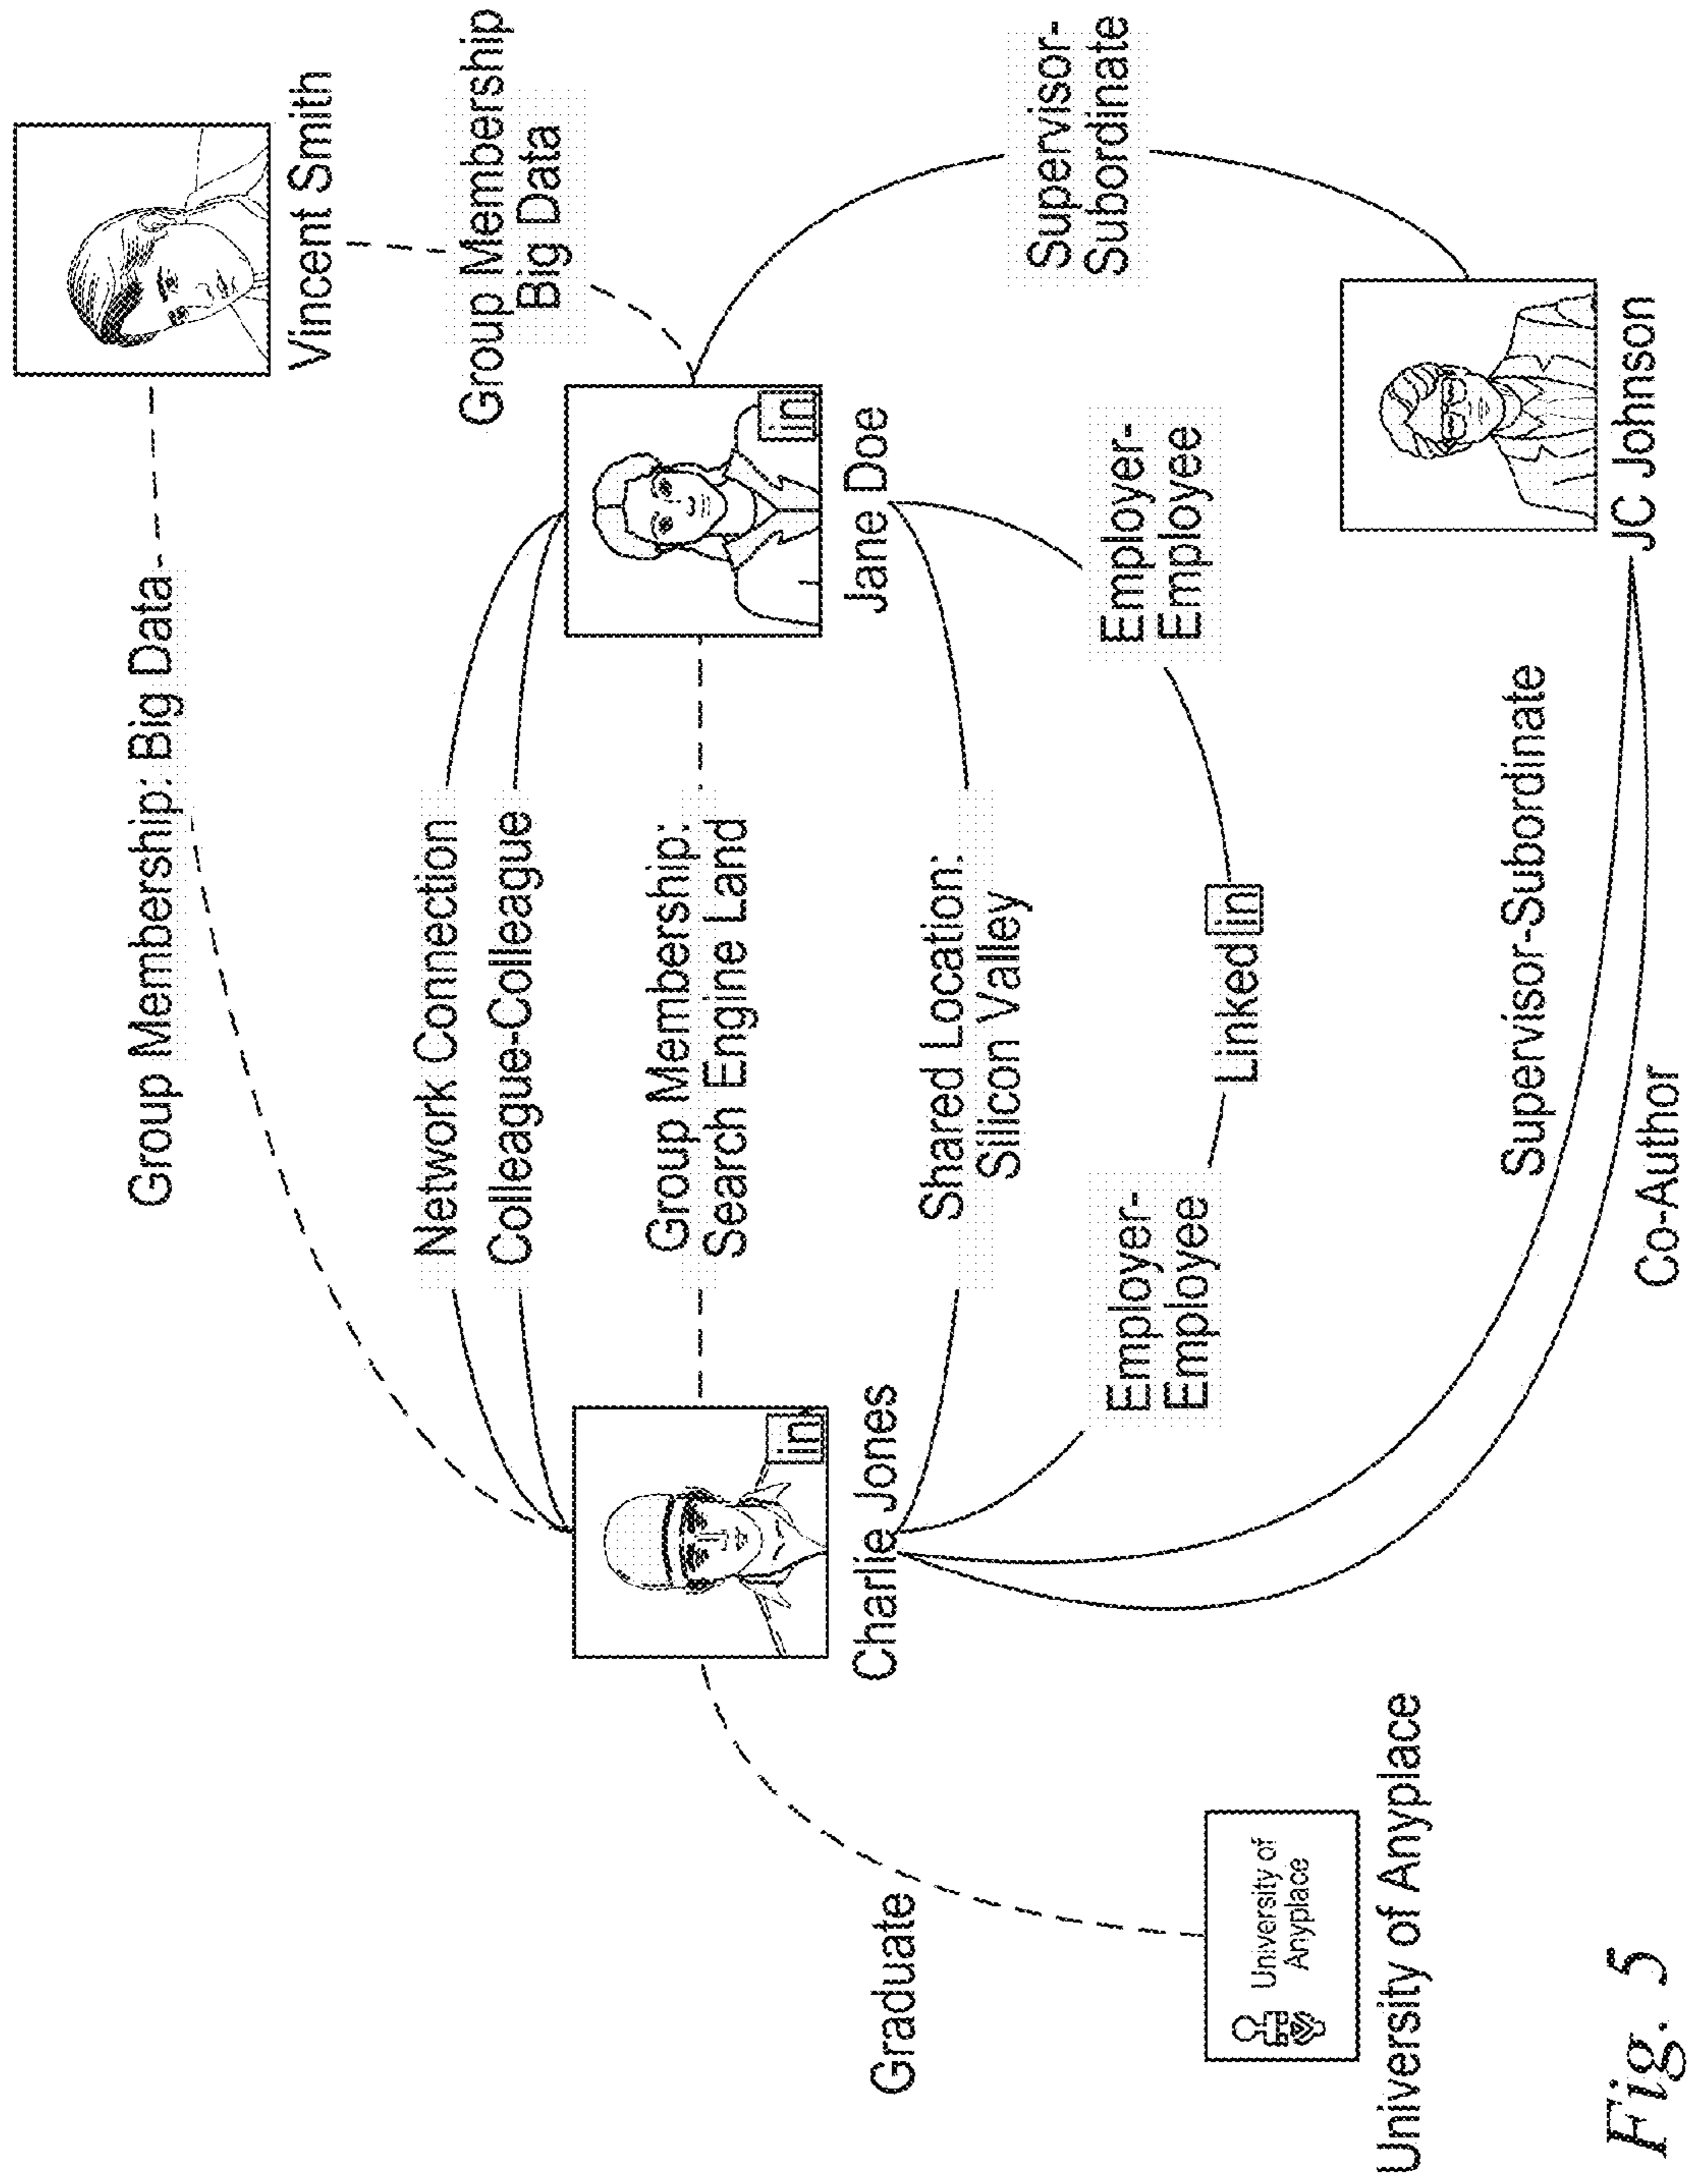 Vincent Smith
Group Membership: Big Data
Group Membership
Big Data
Network Connection
Colleague-Colleague
Group Membership:
Search Engine Land
in
Charlie Jones
in
Jane Doe
Supervisor-
Subordinate
Shared Location:
Silicon Valley
Employer-
Employee
Employer-
Employee
Linked in
Graduate
University of
Anyplace
University of Anyplace
Supervisor-Subordinate
Co-Author
JC Johnson
Fig. 5